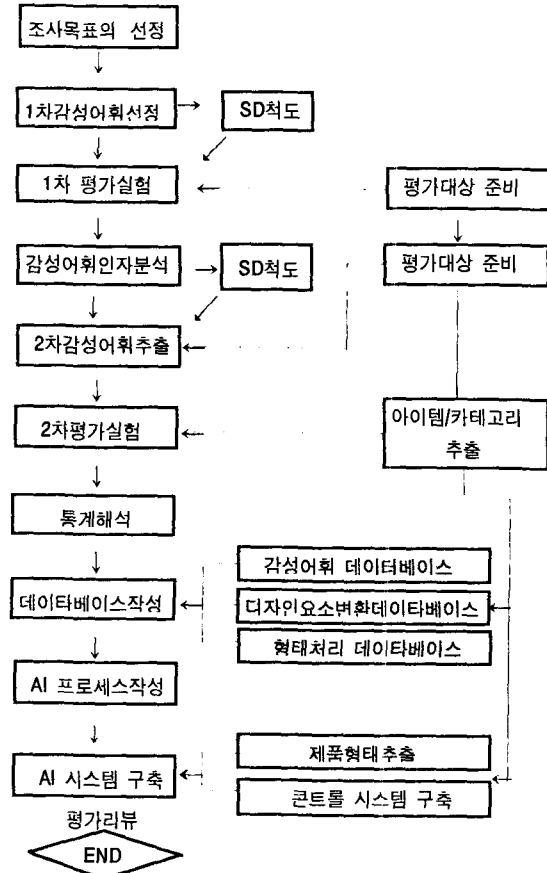 조사목표의 선정
1차감성어휘선정
SD척도
1차 평가실험
평가대상 준비
감성어휘인자분석
SD척도
평가대상 준비
2차감성어휘추출
2차평가실험
아이템/카테고리
추출
통계해석
감성어휘 데이터베이스
데이타베이스작성
디자인요소변환데이타베이스
형태처리 데이타베이스
AI 프로세스작성
제품형태추출
AI 시스템 구축
콘트롤 시스템 구축
평가리뷰
END